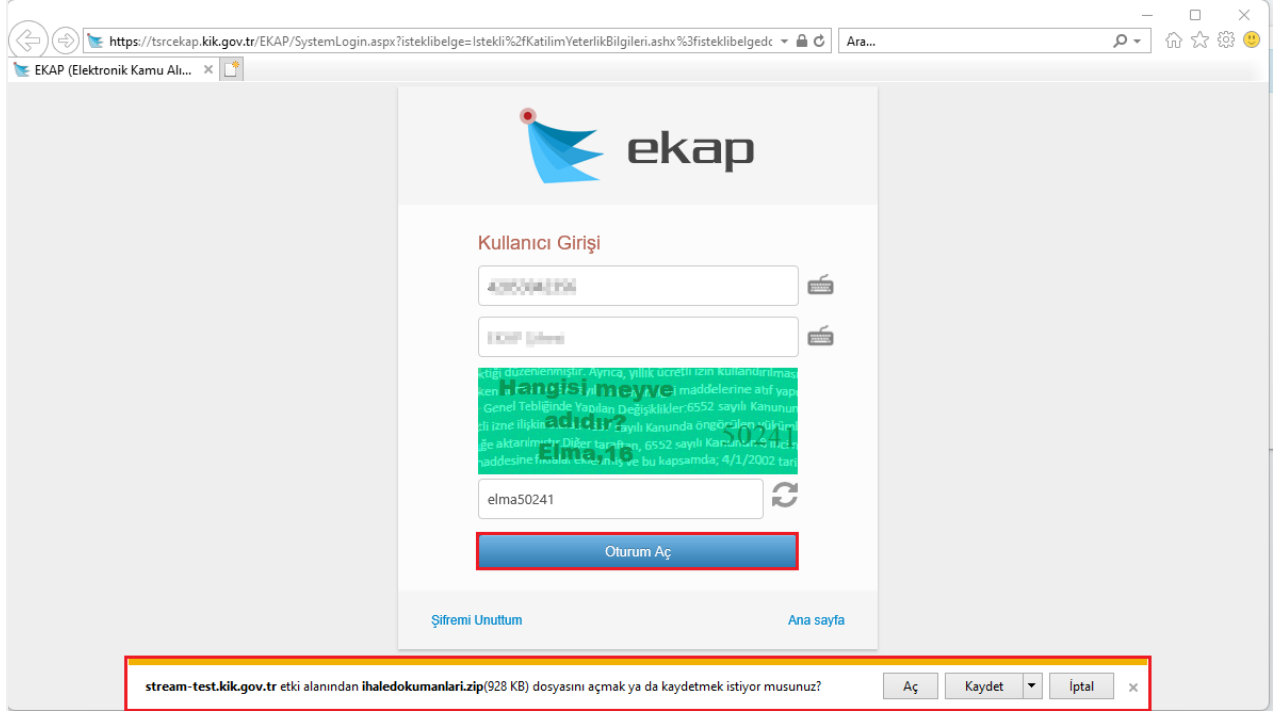 https://tsrcekap.kik.gov.tr/EKAP/SystemLogin.aspx?isteklibelge=Istekli%2fKatilimYeterlikBilgileri.ashx%3fisteklibelgedc
Ara...
EKAP (Elektronik Kamu Alı...
ekap
Kullanıcı Girişi
Hangisi meyve
adıdır?
50241
Elma,16
elma50241
Oturum Aç
Şifremi Unuttum
Ana sayfa
stream-test.kik.gov.tr etki alanından ihaledokumanlari.zip(928 KB) dosyasını açmak ya da kaydetmek istiyor musunuz?
Aç
Kaydet
İptal